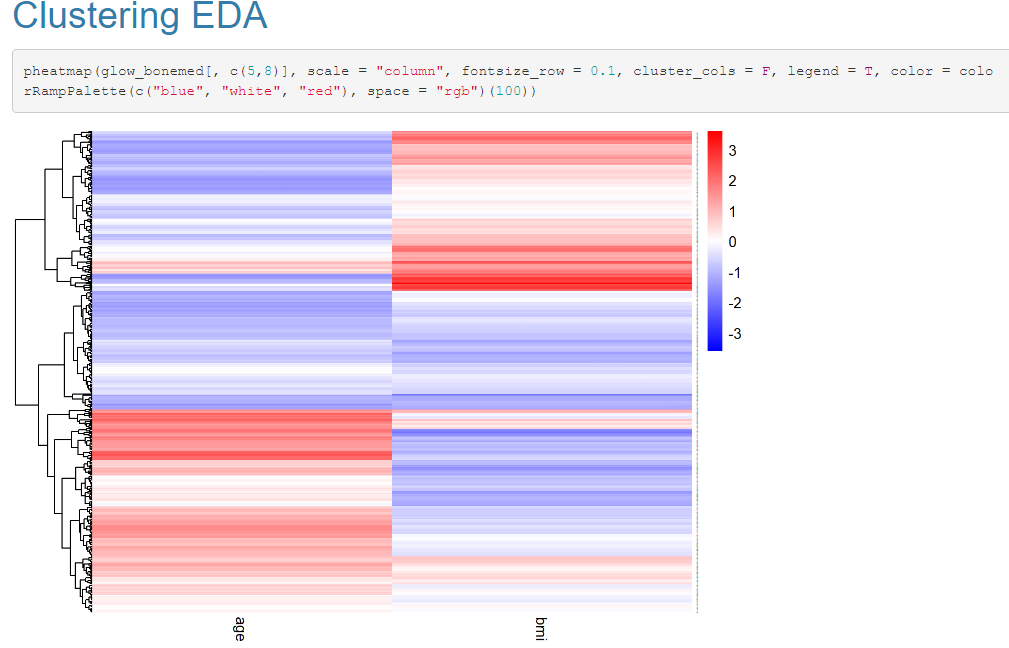 Clustering EDA
pheatmap(glow_bonemed[, c(5,8)], scale = "column", fontsize_row = 0.1, cluster_cols = F, legend = T, color = colo
rRampPalette(c("blue", "white", "red"), space = "rgb")(100))
3
2
1
0
-1
-2
-3
age
bmi